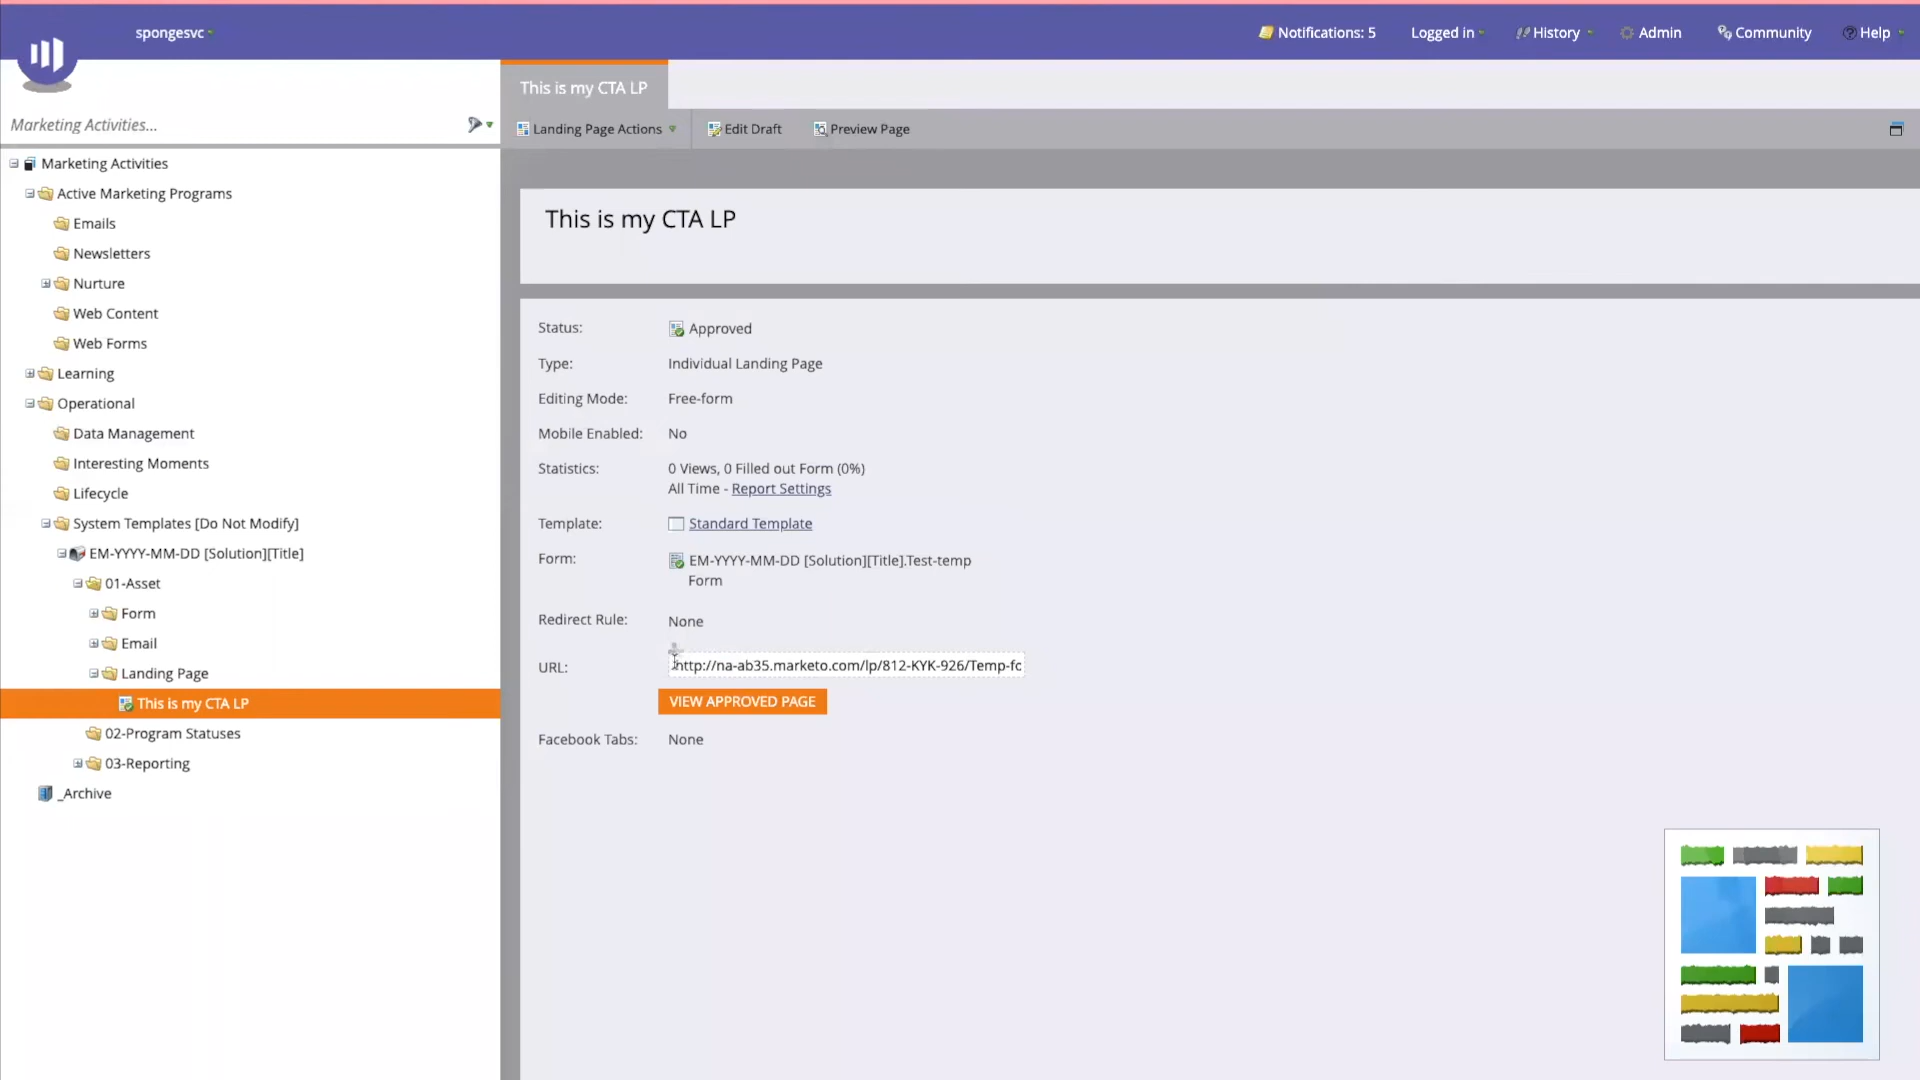 spongesvc
Notifications: 5
Logged in
History
Admin
Community
Help
This is my CTA LP
Marketing Activities...
Landing Page Actions
Edit Draft
Preview Page
Marketing Activities
Active Marketing Programs
Emails
Newsletters
Nurture
Web Content
Web Forms
Learning
Operational
Data Management
Interesting Moments
Lifecycle
System Templates [Do Not Modify]
EM-YYYY-MM-DD [Solution][Title]
01-Asset
Form
Email
Landing Page
This is my CTA LP
02-Program Statuses
03-Reporting
_Archive
This is my CTA LP
Status: Approved
Type: Individual Landing Page
Editing Mode: Free-form
Mobile Enabled: No
Statistics: 0 Views, 0 Filled out Form (0%)
All Time - Report Settings
Template: Standard Template
Form: EM-YYYY-MM-DD [Solution][Title].Test-temp
Form
Redirect Rule: None
URL: http://na-ab35.marketo.com/lp/812-KYK-926/Temp-fc
VIEW APPROVED PAGE
Facebook Tabs: None